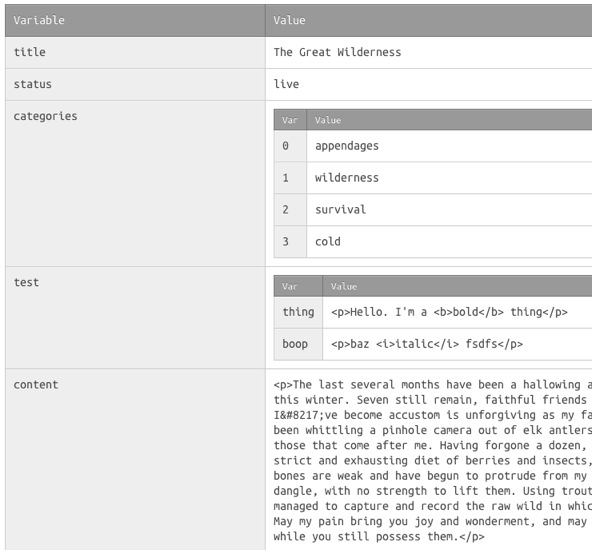 Variable Value
title The Great Wilderness
status live
categories
Var Value
0 appendages
1 wilderness
2 survival
3 cold
test
Var Value
thing <p>Hello. I'm a <b>bold</b> thing</p>
boop <p>baz <i>italic</i> fsdfs</p>
content <p>The last several months have been a hallowing a
this winter. Seven still remain, faithful friends
I&#8217;ve become accustom is unforgiving as my fa
been whittling a pinhole camera out of elk antlers
those that come after me. Having forgone a dozen,
strict and exhausting diet of berries and insects,
bones are weak and have begun to protrude from my
dangle, with no strength to lift them. Using trout
managed to capture and record the raw wild in whic
May my pain bring you joy and wonderment, and may
while you still possess them.</p>